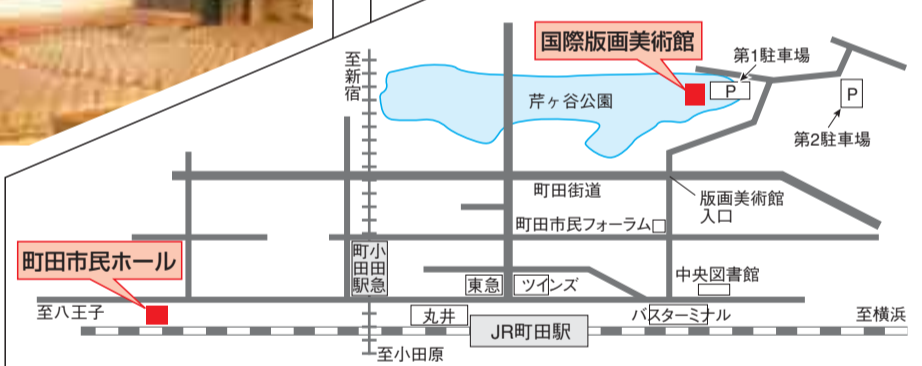 国際版画美術館
第1駐車場
P
P
第2駐車場
至新宿
芹ヶ谷公園
町田街道
版画美術館
入口
町田市民フォーラム
町田市民ホール
小田急
町田駅
東急
ツインズ
中央図書館
至八王子
丸井
バスターミナル
至横浜
JR町田駅
至小田原